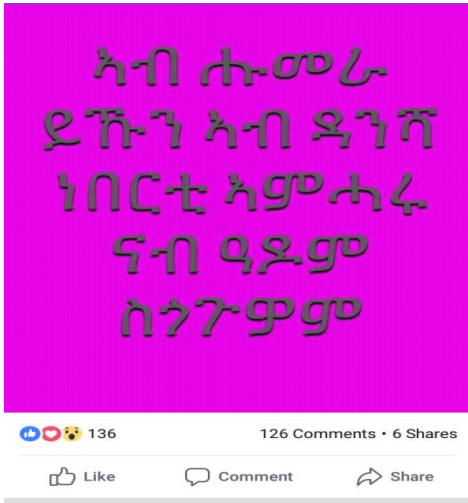 ኣብ ሑመራ
ይኹን ኣብ ዳንሻ
ነበርቲ ኣምሓሩ
ናብ ዓዶም
ስጎጉዎም
136
126 Comments • 6 Shares
Like Comment Share